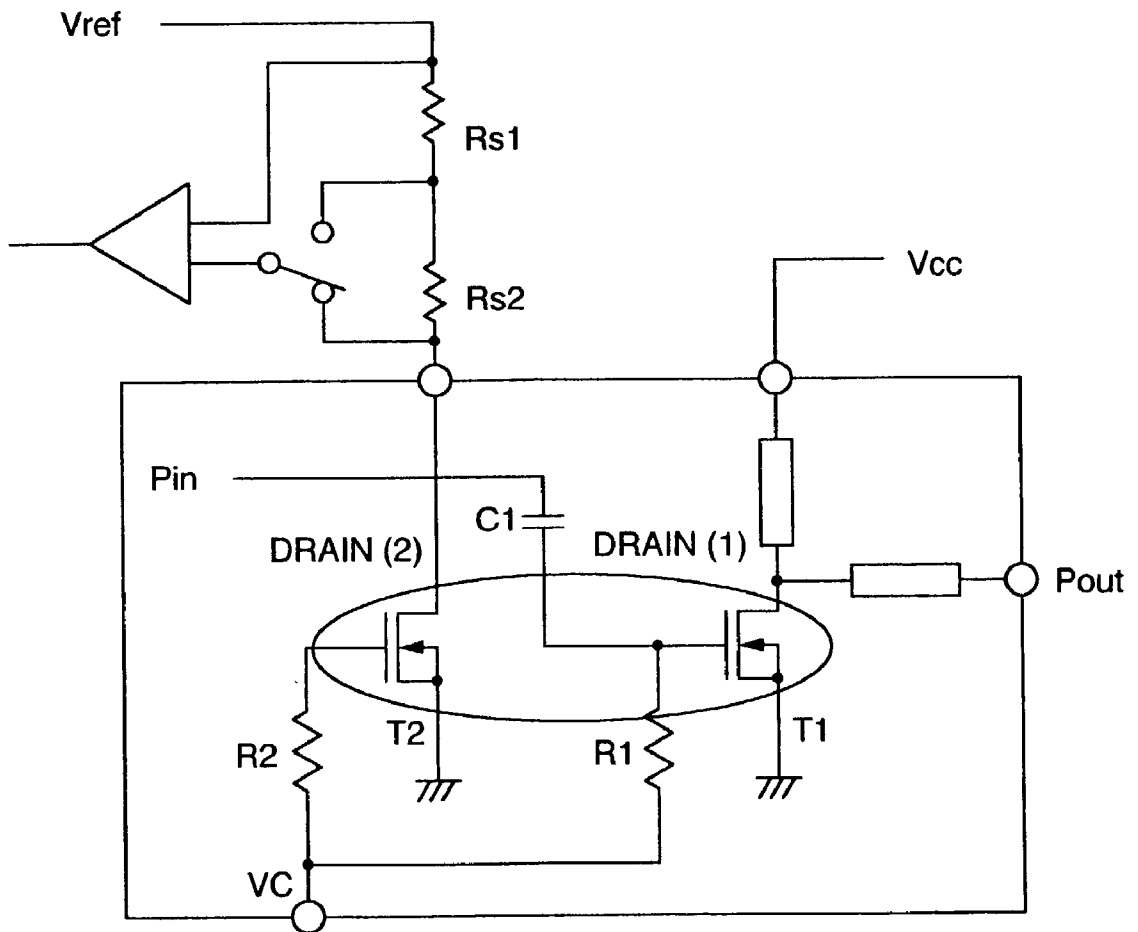 Vref
Rs1
Rs2
Vcc
Pin
C1
DRAIN (2)
DRAIN (1)
Pout
T2
T1
R2
R1
VC